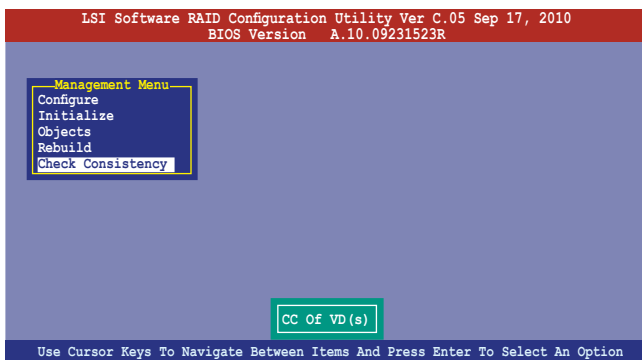 LSI Software RAID Configuration Utility Ver C.05 Sep 17, 2010
BIOS Version A.10.09231523R
Management Menu
Configure
Initialize
Objects
Rebuild
Check Consistency
CC Of VD(s)
Use Cursor Keys To Navigate Between Items And Press Enter To Select An Option